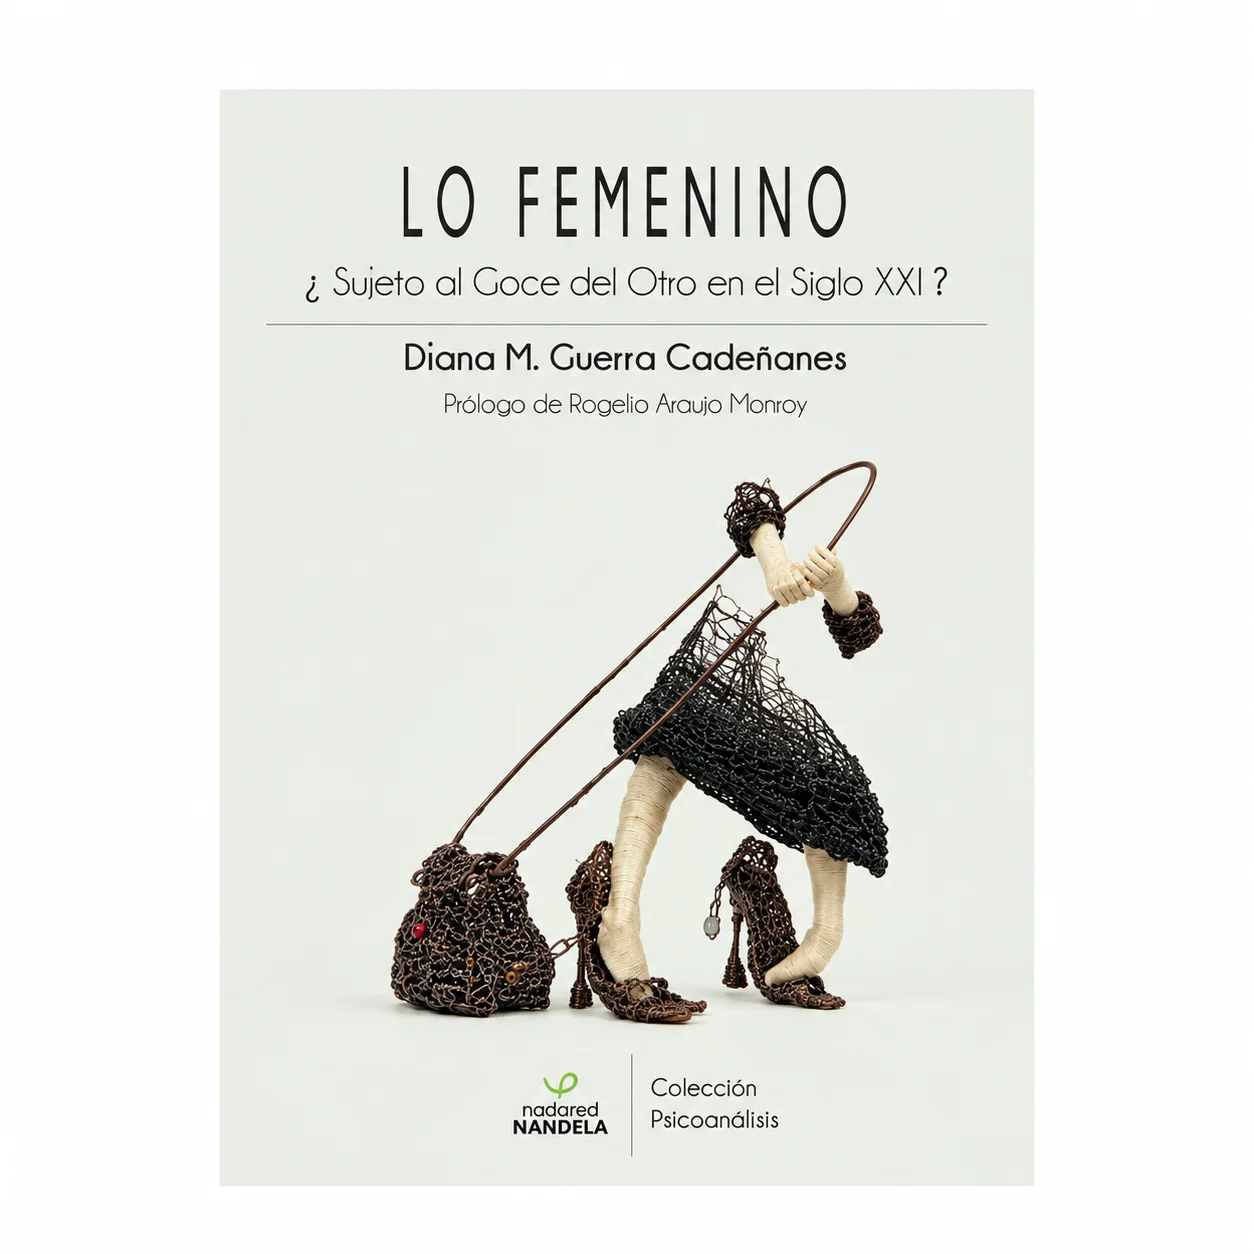 LO FEMENINO
¿ Sujeto al Goce del Otro en el Siglo XXI ?
Diana M. Guerra Cadeñanes
Prólogo de Rogelio Araujo Monroy
nadared
NANDELA
Colección
Psicoanálisis